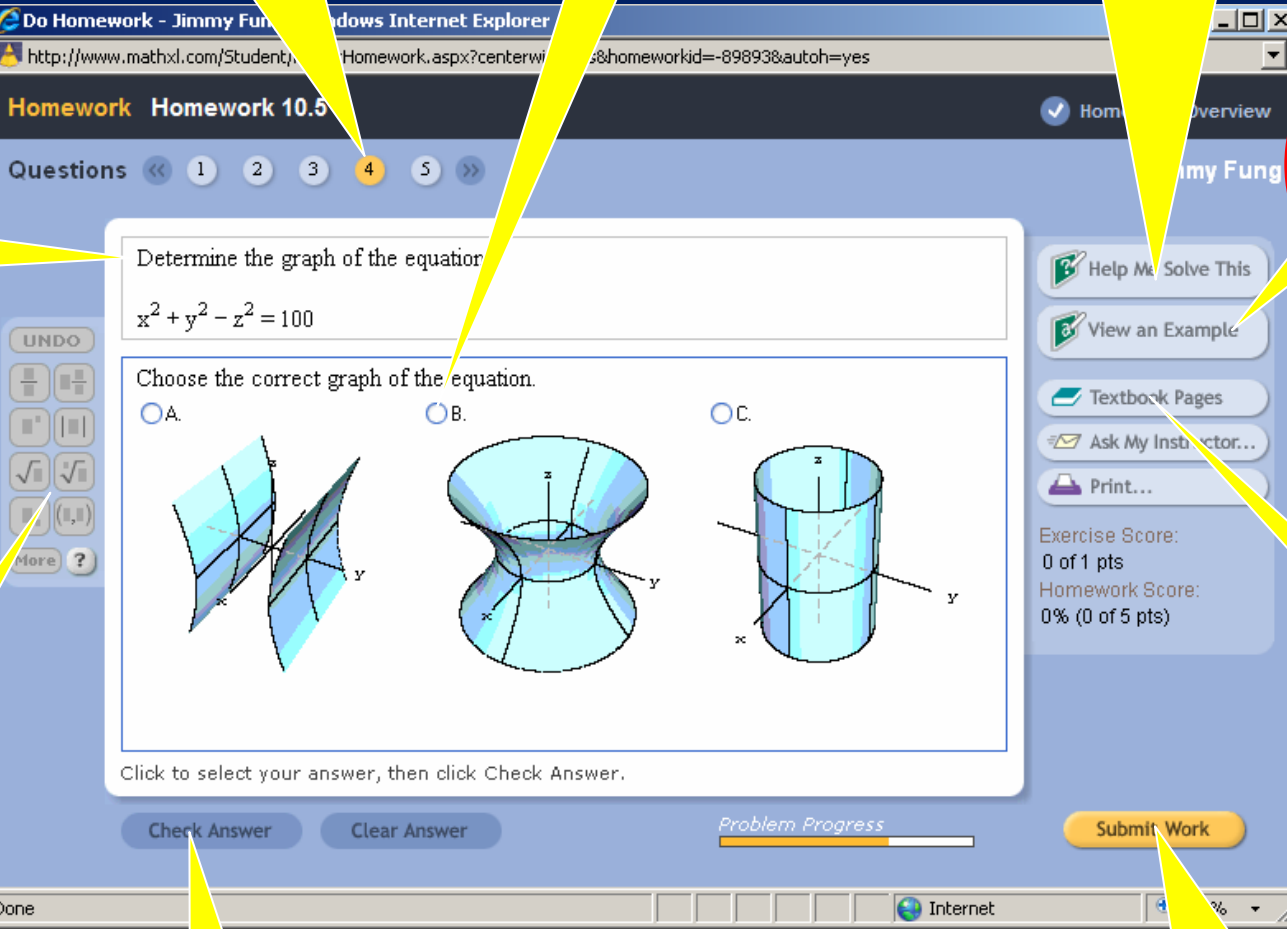 Do Homework - Jimmy Fun ndows Internet Explorer
http://www.mathxl.com/Student/ Homework.aspx?centerwi s&homeworkid=-89893&autoh=yes
Homework Homework 10.5
Hom Overview
Questions « 1 2 3 4 5 »
my Fung
Determine the graph of the equation
x² + y² − z² = 100
Choose the correct graph of the equation.
A. B. C.
z
x
y
z
x
y
z
x
y
UNDO
More ?
Help Me Solve This
View an Example
Textbook Pages
Ask My Instructor...
Print...
Exercise Score:
0 of 1 pts
Homework Score:
0% (0 of 5 pts)
Click to select your answer, then click Check Answer.
Check Answer Clear Answer
Problem Progress
Submit Work
Done
Internet
%